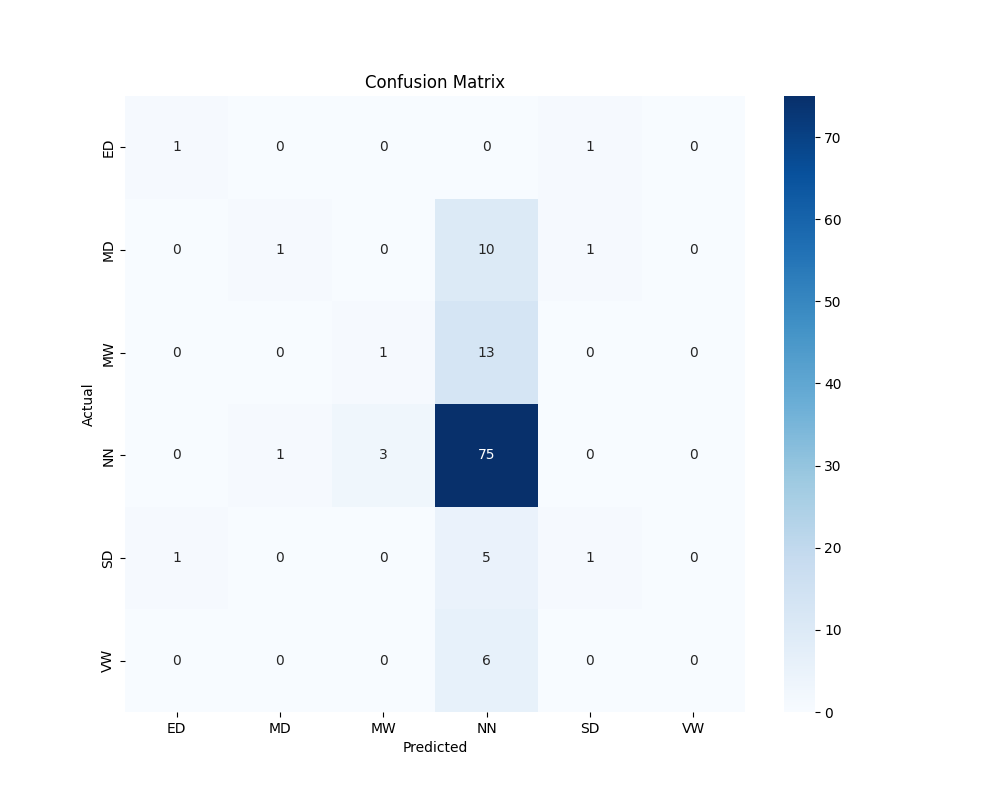 Confusion Matrix
ED 1 0 0 0 1 0
MD 0 1 0 10 1 0
MW 0 0 1 13 0 0
NN 0 1 3 75 0 0
SD 1 0 0 5 1 0
VW 0 0 0 6 0 0
Actual
ED MD MW NN SD VW
Predicted
70
60
50
40
30
20
10
0